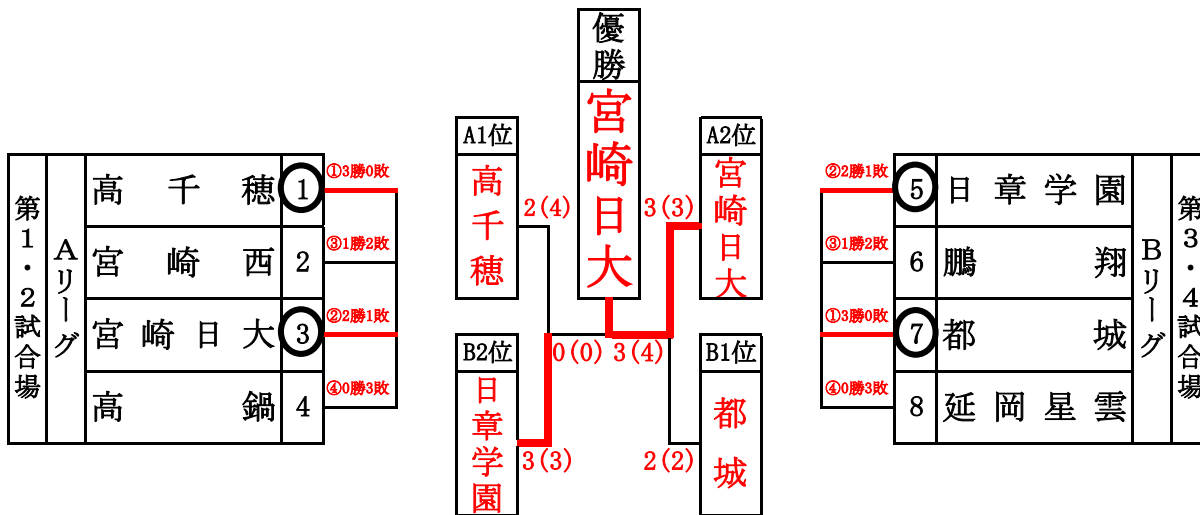 第1・2試合場
Aリーグ
高千穂 1 ①3勝0敗
宮崎西 2 ③1勝2敗
宮崎日大 3 ②2勝1敗
高鍋 4 ④0勝3敗
優勝
宮崎日大
A1位
高千穂
2(4)
B2位
日章学園
3(3)
0(0) 3(4)
A2位
宮崎日大
3(3)
B1位
都城
2(2)
②2勝1敗 5 日章学園
③1勝2敗 6 鵬翔
①3勝0敗 7 都城
④0勝3敗 8 延岡星雲
Bリーグ
第3・4試合場